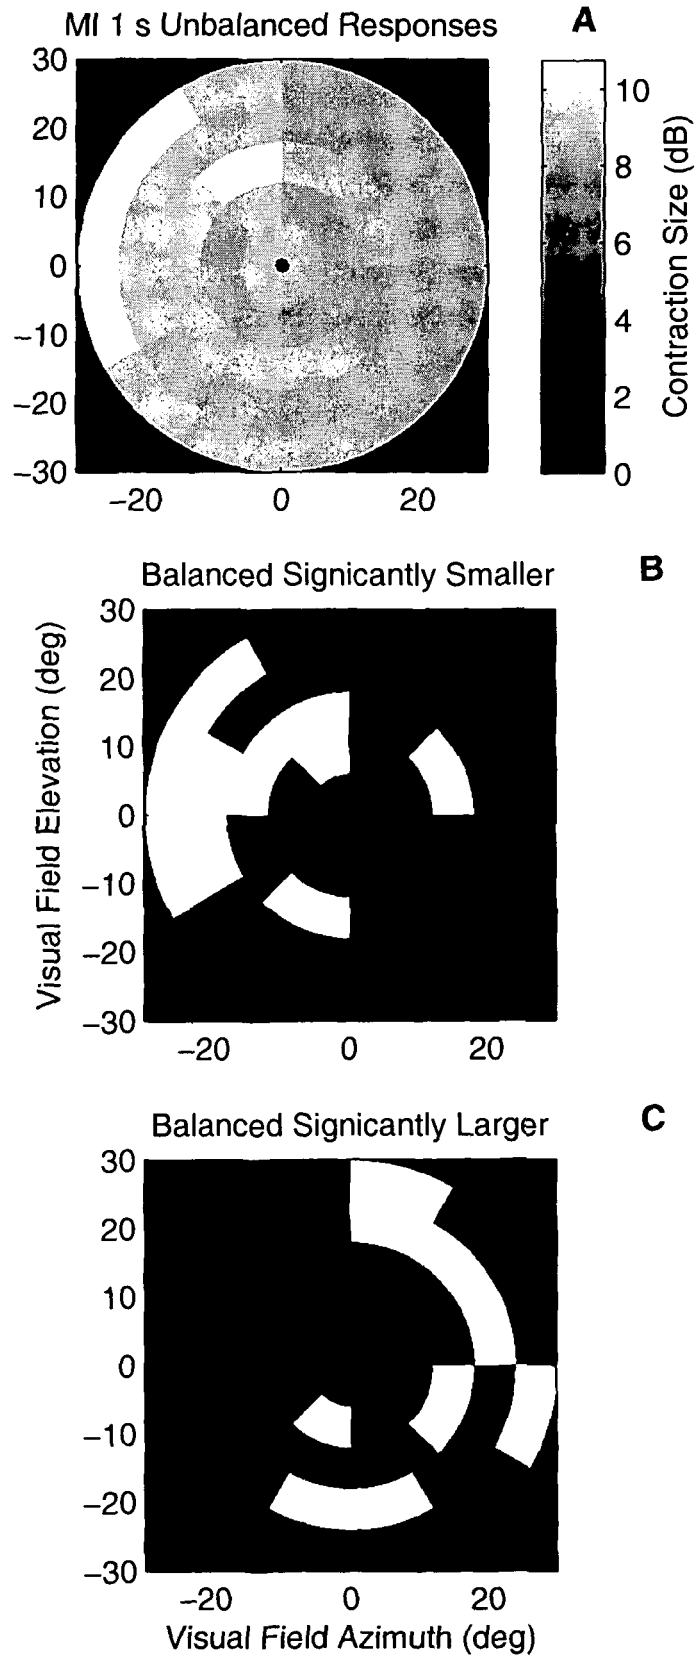 MI 1 s Unbalanced Responses
A
30
20
10
0
−10
−20
−30
−20 0 20
10
8
6
4
2
0
Contraction Size (dB)
Balanced Signicantly Smaller
B
30
20
10
0
−10
−20
−30
−20 0 20
Visual Field Elevation (deg)
Balanced Signicantly Larger
C
30
20
10
0
−10
−20
−30
−20 0 20
Visual Field Azimuth (deg)